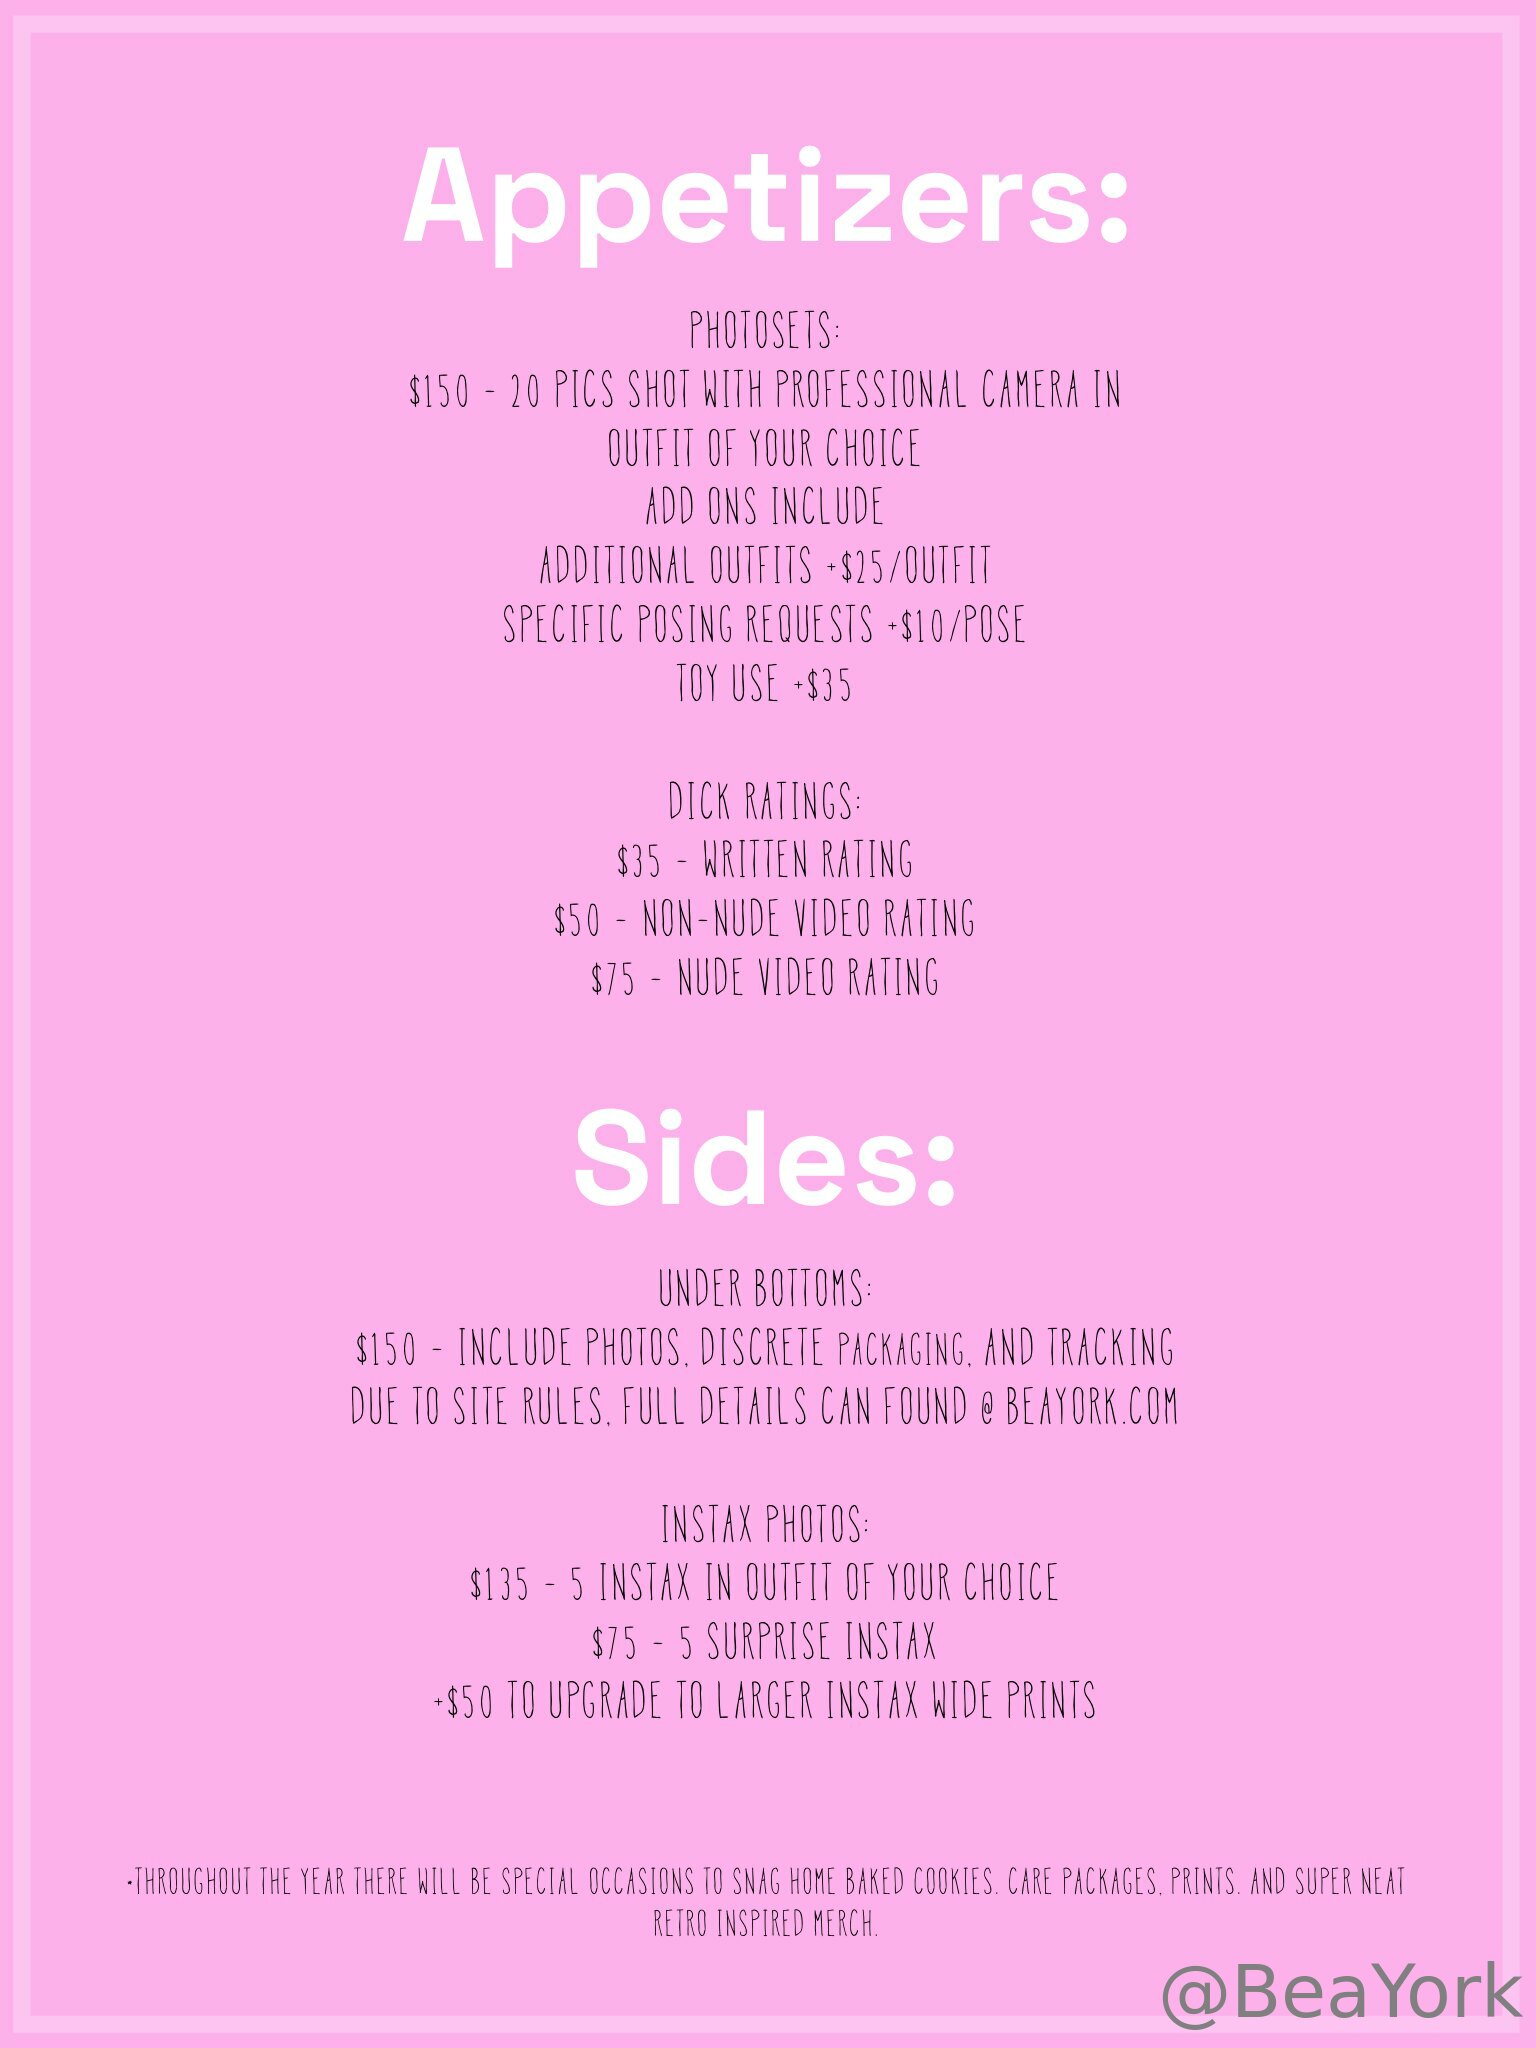 Appetizers:
PHOTOSETS:
$150 - 20 PICS SHOT WITH PROFESSIONAL CAMERA IN
OUTFIT OF YOUR CHOICE
ADD ONS INCLUDE
ADDITIONAL OUTFITS +$25/OUTFIT
SPECIFIC POSING REQUESTS +$10/POSE
TOY USE +$35
DICK RATINGS:
$35 - WRITTEN RATING
$50 - NON-NUDE VIDEO RATING
$75 - NUDE VIDEO RATING
Sides:
UNDER BOTTOMS:
$150 - INCLUDE PHOTOS, DISCRETE PACKAGING, AND TRACKING
DUE TO SITE RULES, FULL DETAILS CAN FOUND @ BEAYORK.COM
INSTAX PHOTOS:
$135 - 5 INSTAX IN OUTFIT OF YOUR CHOICE
$75 - 5 SURPRISE INSTAX
+$50 TO UPGRADE TO LARGER INSTAX WIDE PRINTS
*THROUGHOUT THE YEAR THERE WILL BE SPECIAL OCCASIONS TO SNAG HOME BAKED COOKIES. CARE PACKAGES, PRINTS. AND SUPER NEAT
RETRO INSPIRED MERCH.
@BeaYork